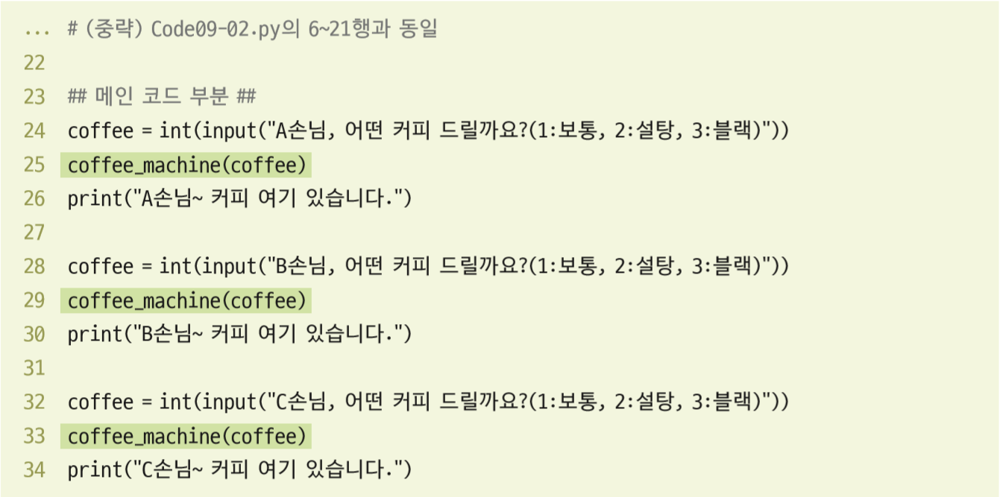 ... # (중략) Code09-02.py의 6~21행과 동일
22
23 ## 메인 코드 부분 ##
24 coffee = int(input("A손님, 어떤 커피 드릴까요?(1:보통, 2:설탕, 3:블랙)"))
25 coffee_machine(coffee)
26 print("A손님~ 커피 여기 있습니다.")
27
28 coffee = int(input("B손님, 어떤 커피 드릴까요?(1:보통, 2:설탕, 3:블랙)"))
29 coffee_machine(coffee)
30 print("B손님~ 커피 여기 있습니다.")
31
32 coffee = int(input("C손님, 어떤 커피 드릴까요?(1:보통, 2:설탕, 3:블랙)"))
33 coffee_machine(coffee)
34 print("C손님~ 커피 여기 있습니다.")